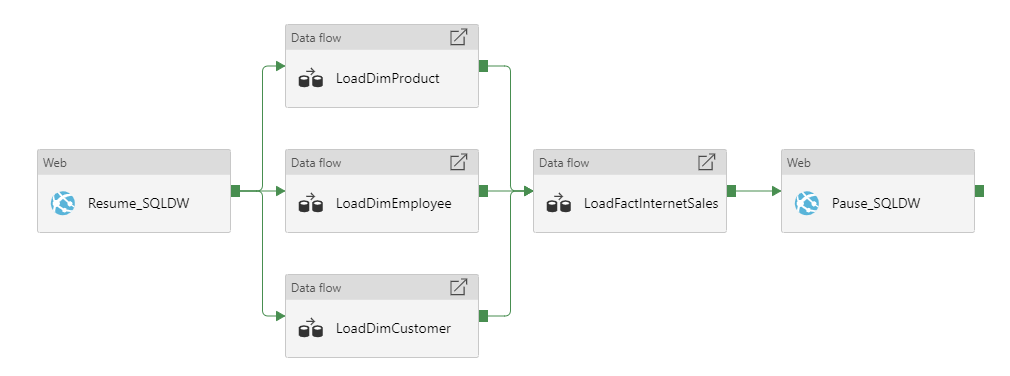 Data flow
LoadDimProduct
Web
Resume_SQLDW
Data flow
LoadDimEmployee
Data flow
LoadFactInternetSales
Web
Pause_SQLDW
Data flow
LoadDimCustomer